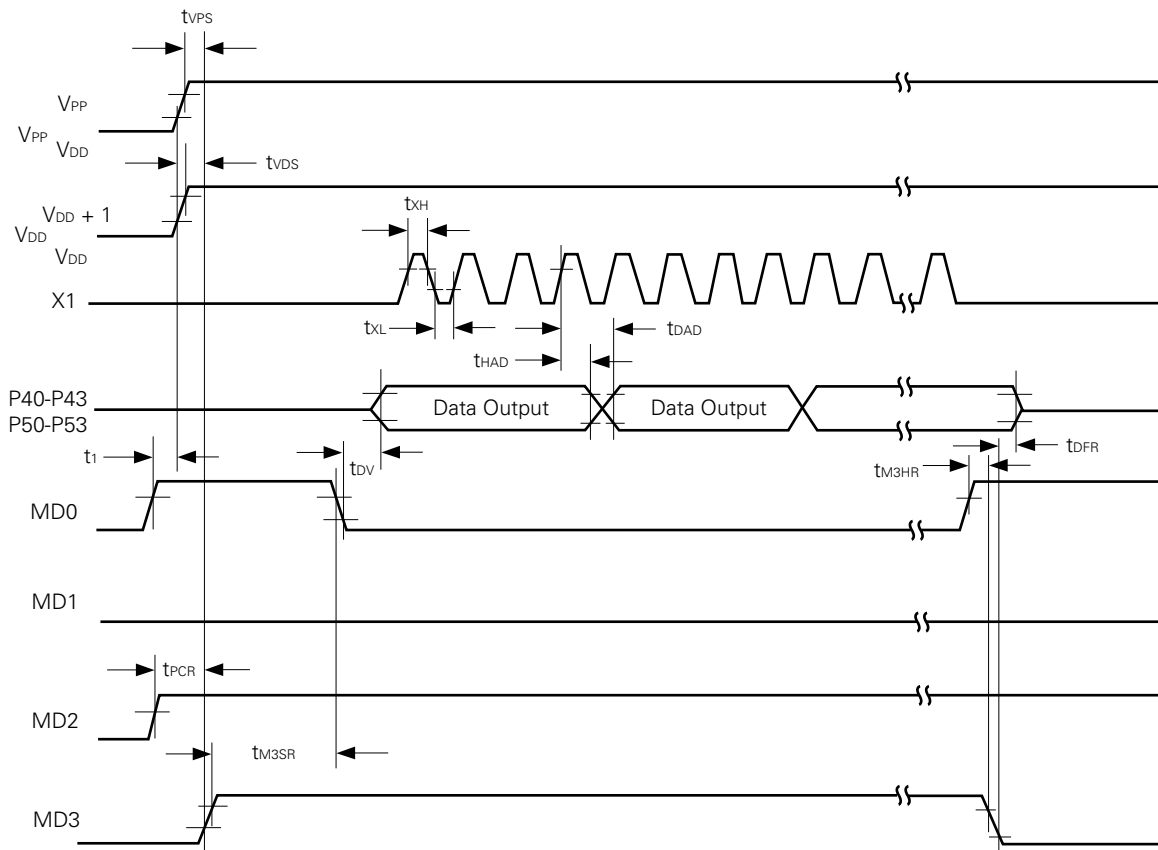 tVPS
VPP
VPP
VDD
tVDS
VDD + 1
VDD
VDD
tXH
X1
tXL
tDAD
tHAD
P40-P43
P50-P53
Data Output
Data Output
t1
tDV
tM3HR
tDFR
MD0
MD1
tPCR
MD2
tM3SR
MD3